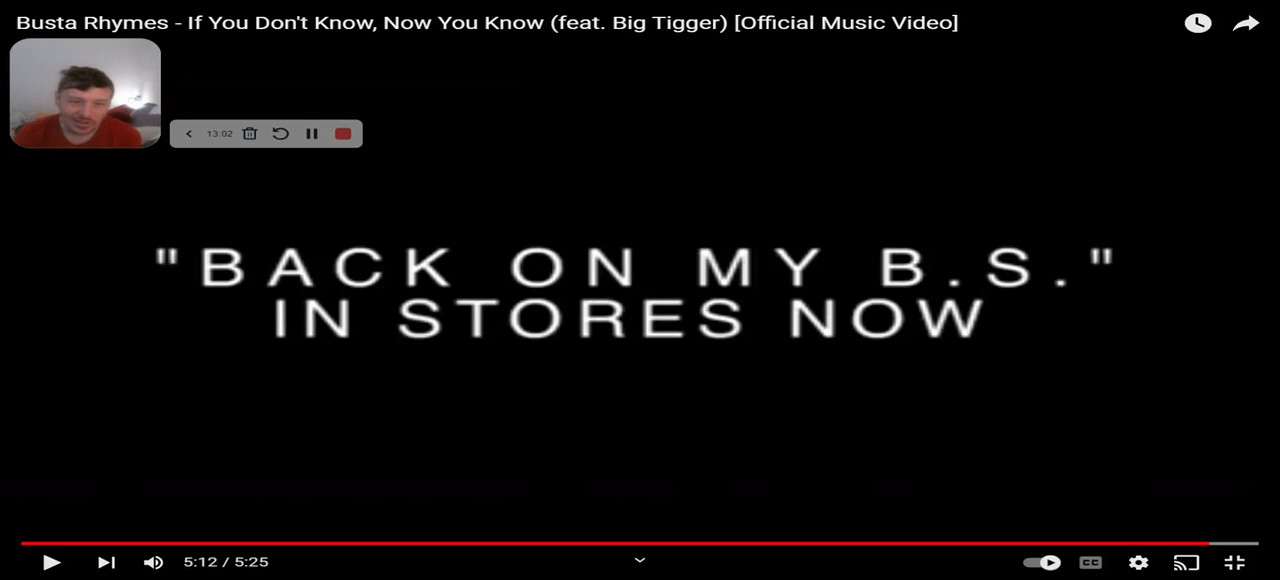 Busta Rhymes - If You Don't Know, Now You Know (feat. Big Tigger) [Official Music Video]
13:02
"BACK ON MY B.S."
IN STORES NOW
5:12 / 5:25
CC